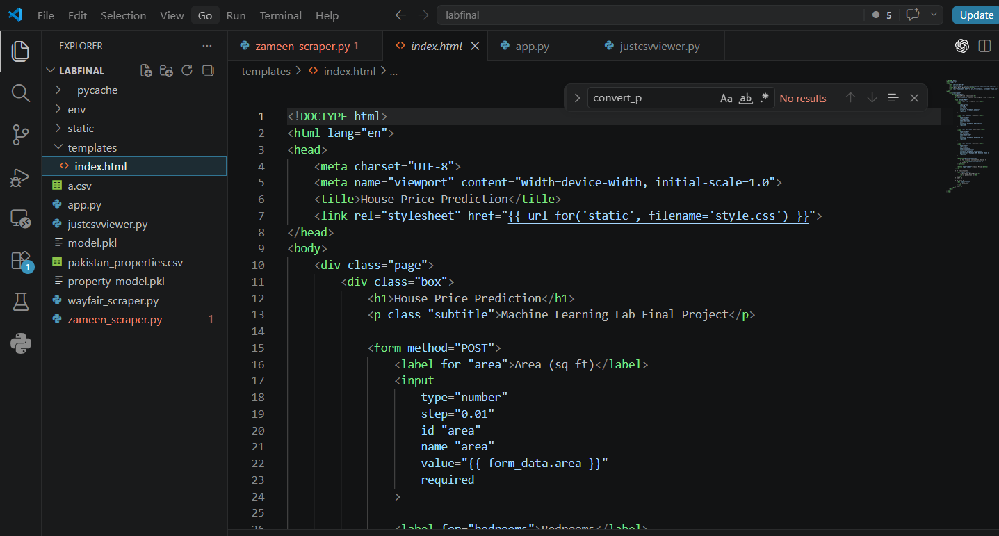 File Edit Selection View Go Run Terminal Help
labfinal
5
Update
EXPLORER
zameen_scraper.py 1
index.html
app.py
justcsvviewer.py
LABFINAL
__pycache__
env
static
templates
index.html
a.csv
app.py
justcsvviewer.py
model.pkl
pakistan_properties.csv
property_model.pkl
wayfair_scraper.py
zameen_scraper.py 1
1
templates > index.html > ...
convert_p
Aa ab .* No results
1 <!DOCTYPE html>
2 <html lang="en">
3 <head>
4 <meta charset="UTF-8">
5 <meta name="viewport" content="width=device-width, initial-scale=1.0">
6 <title>House Price Prediction</title>
7 <link rel="stylesheet" href="{{ url_for('static', filename='style.css') }}">
8 </head>
9 <body>
10 <div class="page">
11 <div class="box">
12 <h1>House Price Prediction</h1>
13 <p class="subtitle">Machine Learning Lab Final Project</p>
14
15 <form method="POST">
16 <label for="area">Area (sq ft)</label>
17 <input
18 type="number"
19 step="0.01"
20 id="area"
21 name="area"
22 value="{{ form_data.area }}"
23 required
24 >
25
26 <label for="bedrooms">Bedrooms</label>